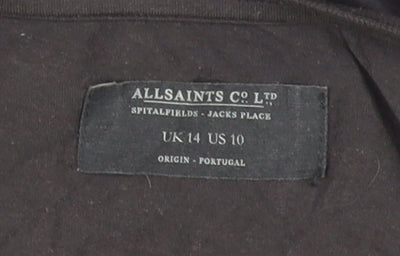 ALLSAINTS Co. LTD
SPITALFIELDS - JACKS PLACE
UK 14 US 10
ORIGIN - PORTUGAL